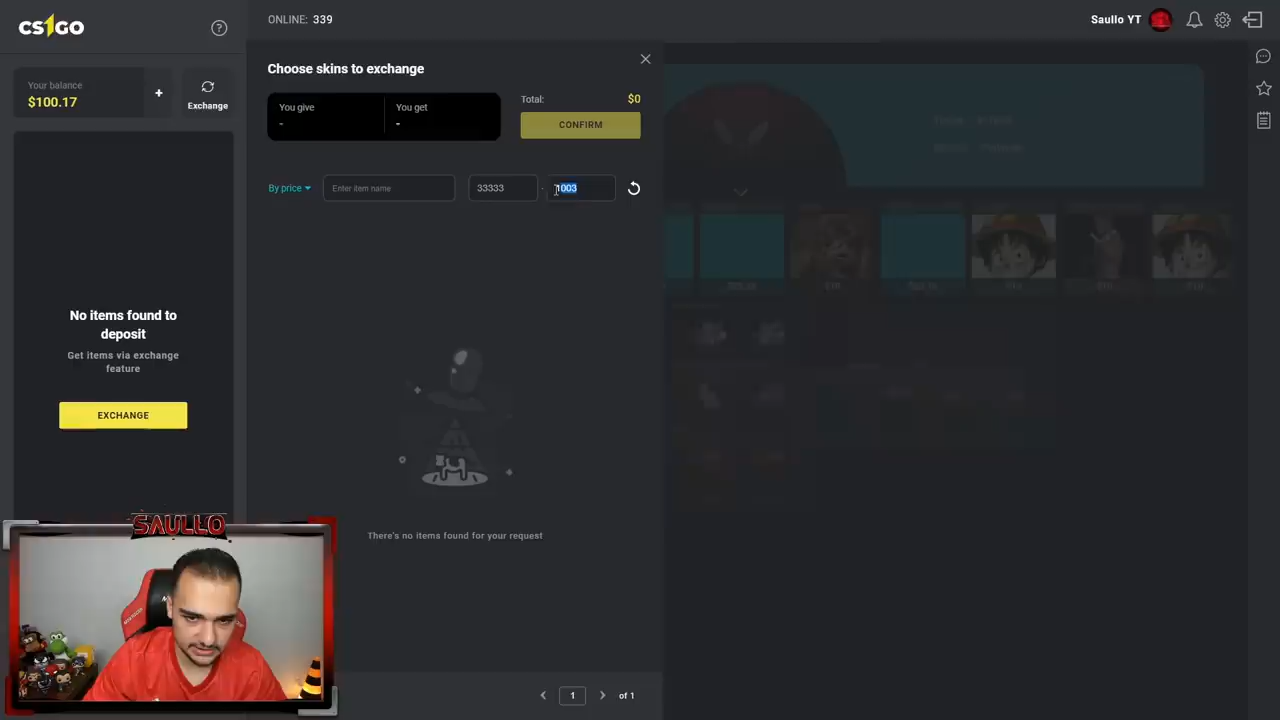 CS1GO
ONLINE: 339
Saullo YT
Your balance
$100.17
+
Exchange
Choose skins to exchange
You give
-
You get
-
Total:
$0
CONFIRM
By price
Enter item name
33333
-
1003
No items found to
deposit
Get items via exchange
feature
EXCHANGE
There's no items found for your request
SAULLO
1
of 1